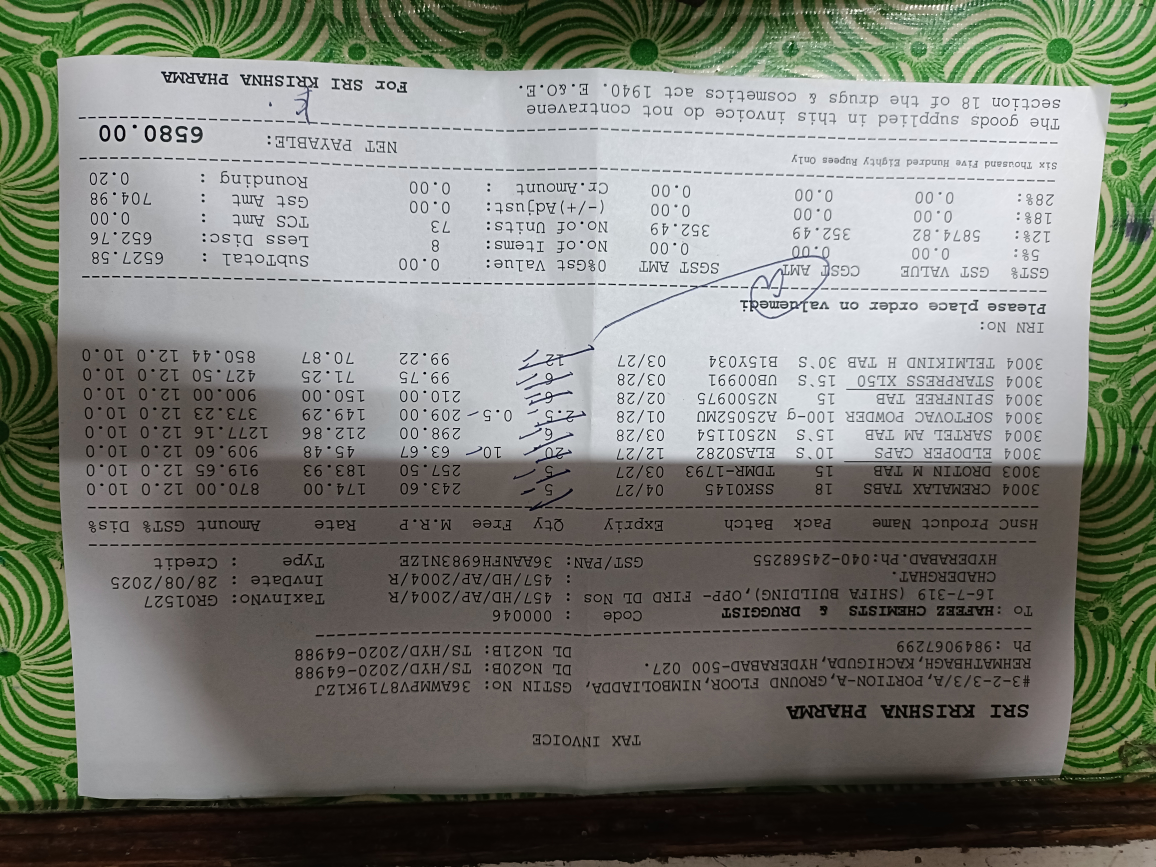 TAX INVOICE
SRI KRISHNA PHARMA
#3-2-3/3/A, PORTION-A, GROUND FLOOR, NIMBOLIADDA, GSTIN No: 36AWMPV8719K1ZJ
REHMATHBAGH, KACHIGUDA, HYDERABAD-500 027. DL No20B: TS/HYD/2020-64988
Ph :9849067299 DL No21B: TS/HYD/2020-64988
To :HAFEEZ CHEMISTS & DRUGGIST Code : 000046
16-7-319 (SHIFA BUILDING), OPP- FIRD DL Nos : 457/HD/AP/2004/R TaxInvNo: GR01527
CHADERGHAT. : 457/HD/AP/2004/R InvDate : 28/08/2025
HYDERABAD.Ph:040-24568255 GST/PAN: 36AANFH6983N1ZE Type : Credit
HsnC Product Name Pack Batch Expriy Qty Free M.R.P Rate Amount GST% Dis%
3004 CREMALAX TABS 18 SSK0145 04/27 5 - 243.60 174.00 870.00 12.0 10.0
3003 DROTIN M TAB 15 TDMR-1793 03/27 5 - 257.50 183.93 919.65 12.0 10.0
3004 ELDOPER CAPS 10'S ELAS0282 12/27 20 10 63.67 45.48 909.60 12.0 10.0
3004 SARTEL AM TAB 15'S N2501154 03/28 6 298.00 212.86 1277.16 12.0 10.0
3004 SOFTOVAC POWDER 100-g A25052M052 01/28 2.5 0.5 209.00 149.29 373.23 12.0 10.0
3004 SPINFREE TAB 15 N2500975 02/28 6 210.00 150.00 900.00 12.0 10.0
3004 STARPRESS XL50 15'S UB00991 03/28 6 99.75 71.25 427.50 12.0 10.0
3004 TELMIKIND H TAB 30'S B15Y034 03/27 12 99.22 70.87 850.44 12.0 10.0
IRN No:
Please place order on valuemedi
GST% GST VALUE CGST AMT SGST AMT 0%Gst Value: 0.00 SubTotal : 6527.58
5%: 0.00 0.00 0.00 No.of Items: 8 Less Disc: 652.76
12%: 5874.82 352.49 352.49 No.of Units: 73 TCS Amt : 0.00
18%: 0.00 0.00 0.00 (-/+)Adjust: 0.00 Gst Amt : 704.98
28%: 0.00 0.00 0.00 Cr.Amount : 0.00 Rounding : 0.20
Six Thousand Five Hundred Eighty Rupees Only
NET PAYABLE: 6580.00
The goods supplied in this invoice do not contravene
section 18 of the drugs & cosmetics act 1940. E.&O.E. For SRI KRISHNA PHARMA